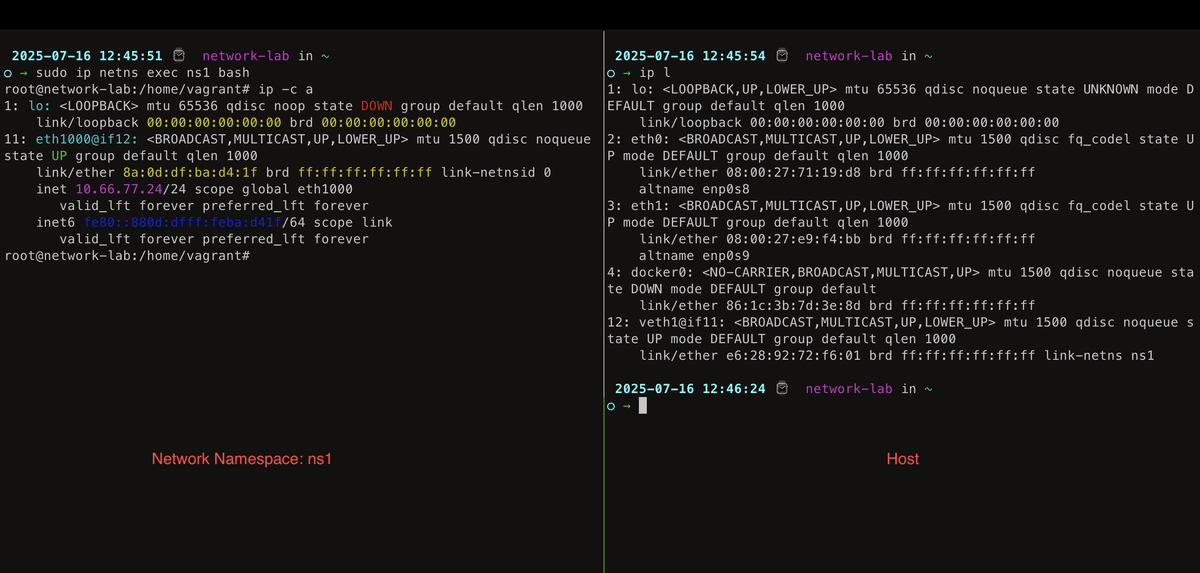 2025-07-16 12:45:51 network-lab in ~
○ → sudo ip netns exec ns1 bash
root@network-lab:/home/vagrant# ip -c a
1: lo: <LOOPBACK> mtu 65536 qdisc noop state DOWN group default qlen 1000
    link/loopback 00:00:00:00:00:00 brd 00:00:00:00:00:00
11: eth1000@if12: <BROADCAST,MULTICAST,UP,LOWER_UP> mtu 1500 qdisc noqueue
state UP group default qlen 1000
    link/ether 8a:0d:df:ba:d4:1f brd ff:ff:ff:ff:ff:ff link-netnsid 0
    inet 10.66.77.24/24 scope global eth1000
       valid_lft forever preferred_lft forever
    inet6 fe80::880d:dfff:feba:d41f/64 scope link
       valid_lft forever preferred_lft forever
root@network-lab:/home/vagrant#
Network Namespace: ns1
2025-07-16 12:45:54 network-lab in ~
○ → ip l
1: lo: <LOOPBACK,UP,LOWER_UP> mtu 65536 qdisc noqueue state UNKNOWN mode D
EFAULT group default qlen 1000
    link/loopback 00:00:00:00:00:00 brd 00:00:00:00:00:00
2: eth0: <BROADCAST,MULTICAST,UP,LOWER_UP> mtu 1500 qdisc fq_codel state U
P mode DEFAULT group default qlen 1000
    link/ether 08:00:27:71:19:d8 brd ff:ff:ff:ff:ff:ff
    altname enp0s8
3: eth1: <BROADCAST,MULTICAST,UP,LOWER_UP> mtu 1500 qdisc fq_codel state U
P mode DEFAULT group default qlen 1000
    link/ether 08:00:27:e9:f4:bb brd ff:ff:ff:ff:ff:ff
    altname enp0s9
4: docker0: <NO-CARRIER,BROADCAST,MULTICAST,UP> mtu 1500 qdisc noqueue sta
te DOWN mode DEFAULT group default
    link/ether 86:1c:3b:7d:3e:8d brd ff:ff:ff:ff:ff:ff
12: veth1@if11: <BROADCAST,MULTICAST,UP,LOWER_UP> mtu 1500 qdisc noqueue s
tate UP mode DEFAULT group default qlen 1000
    link/ether e6:28:92:72:f6:01 brd ff:ff:ff:ff:ff:ff link-netns ns1
2025-07-16 12:46:24 network-lab in ~
○ →
Host